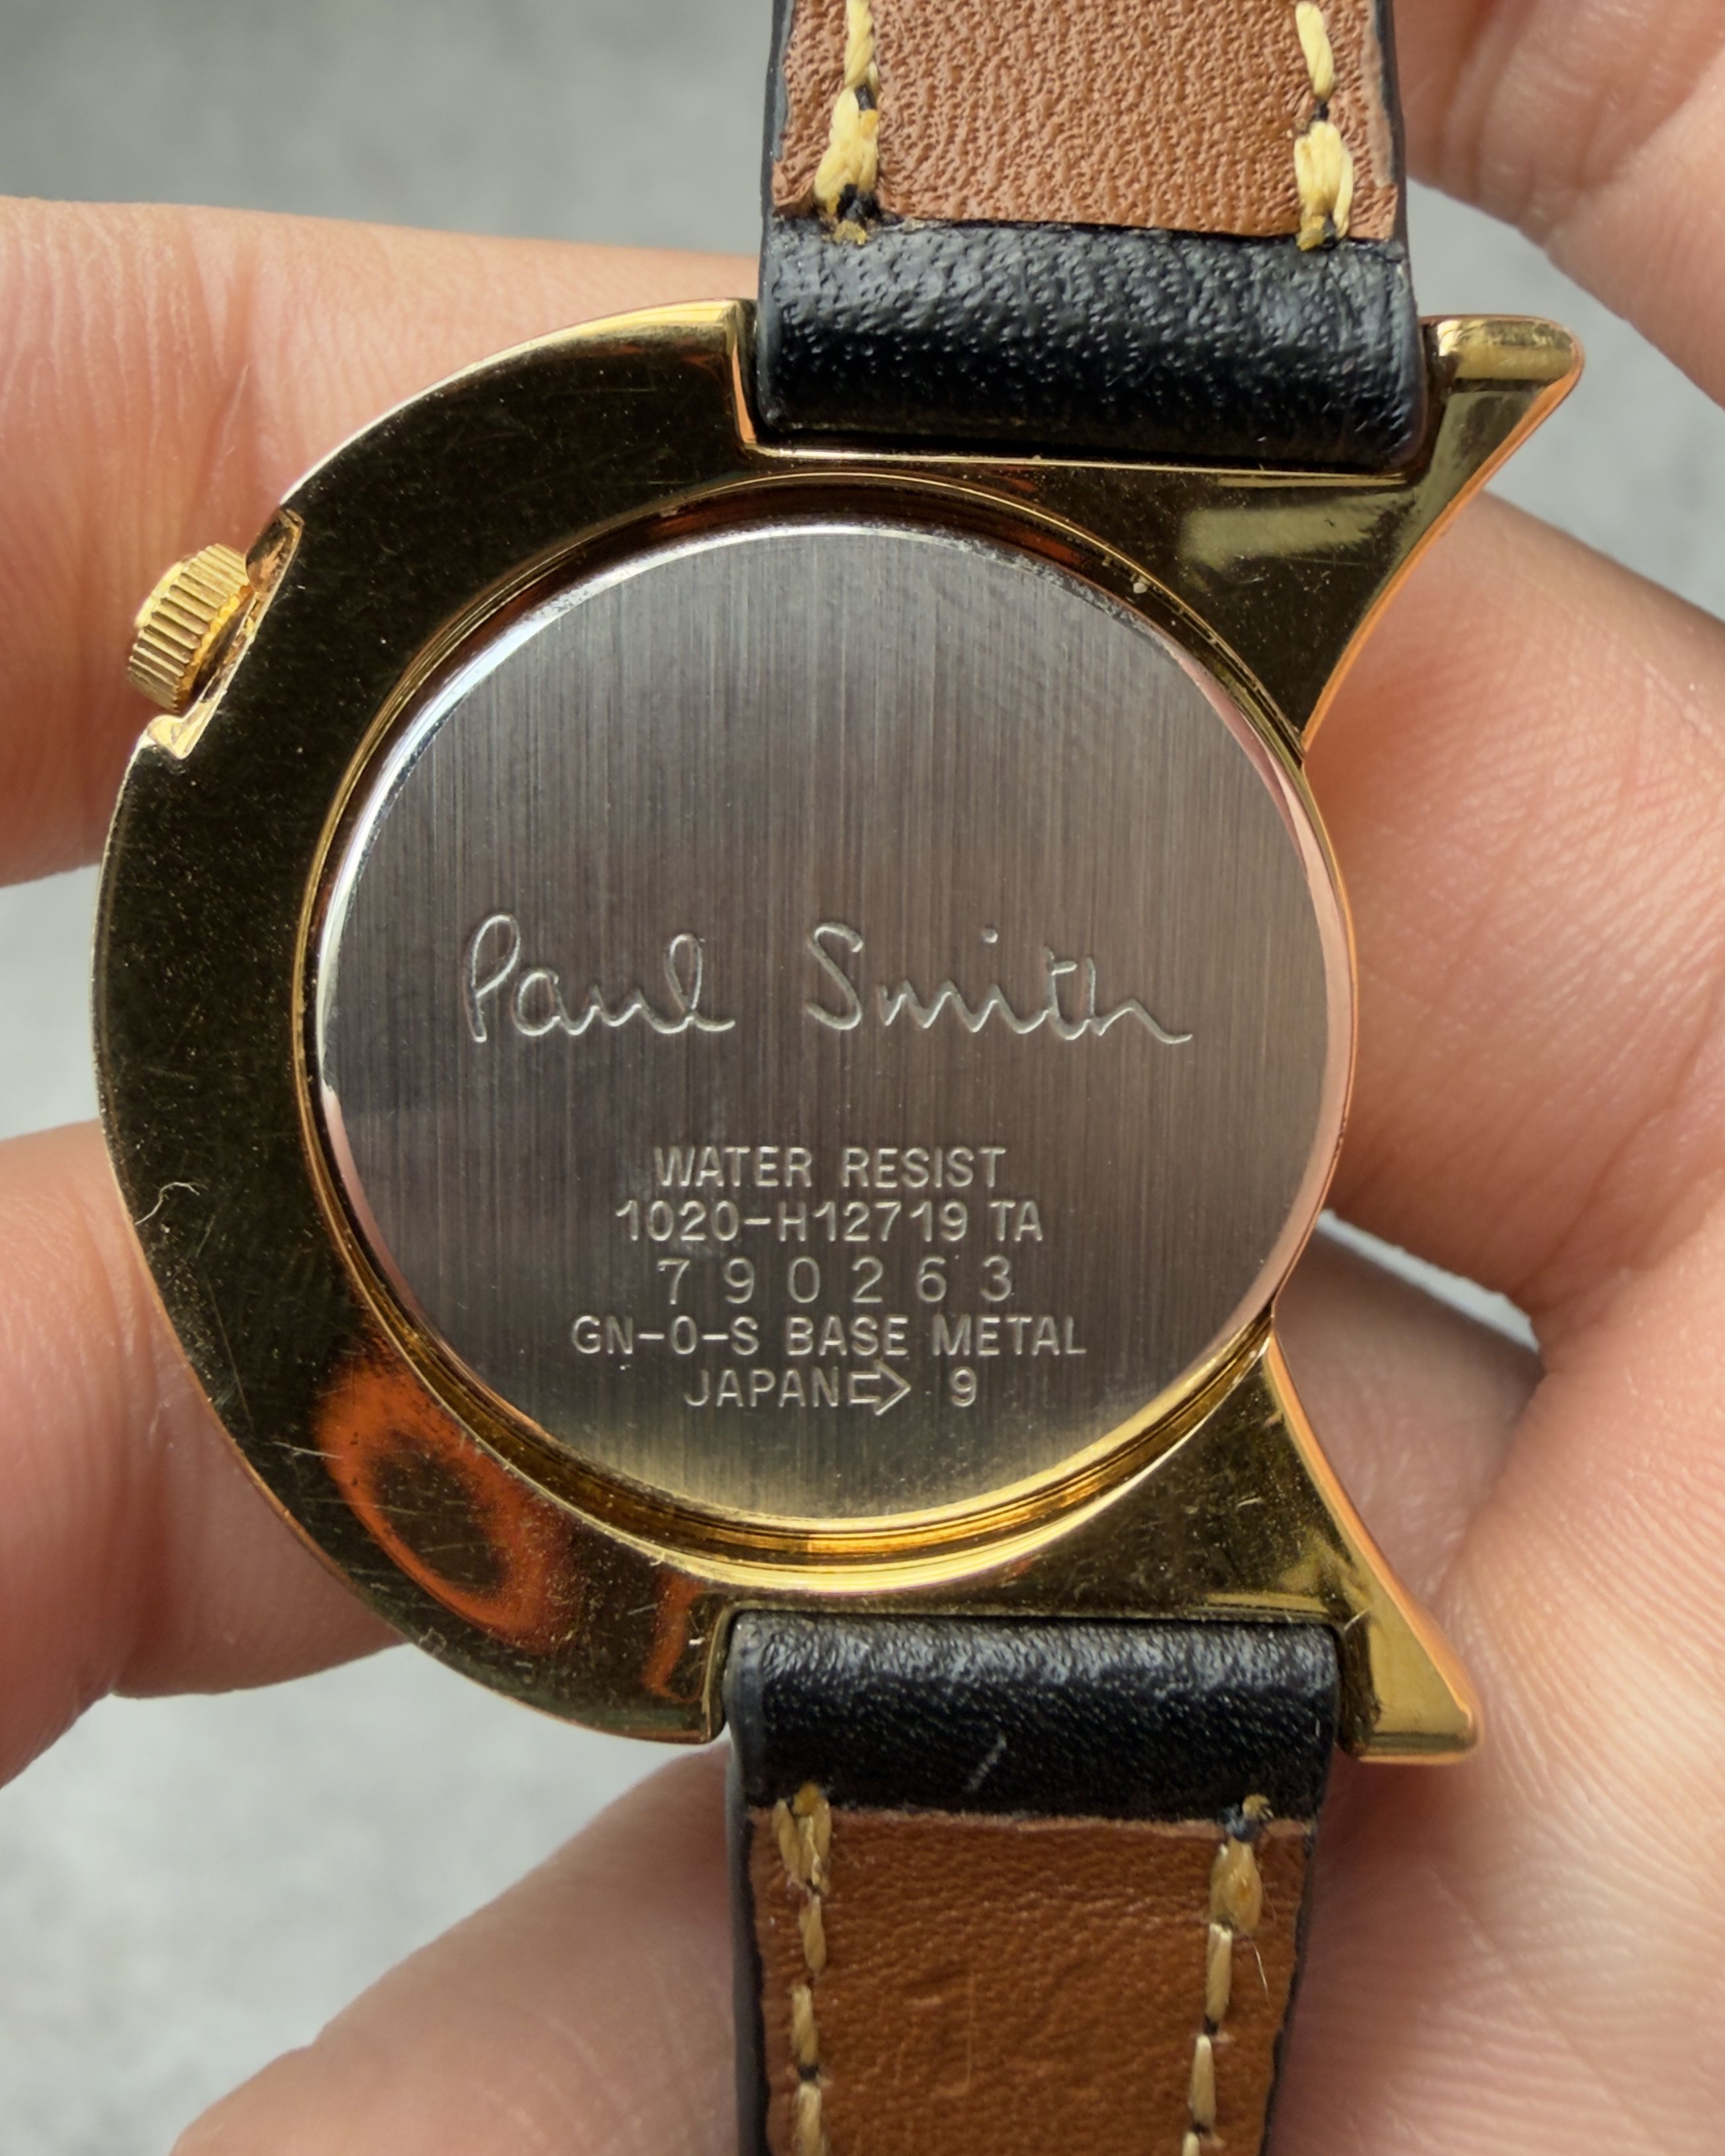 Paul Smith
WATER RESIST
1020-H12719 TA
790263
GN-0-S BASE METAL
JAPAN⇨ 9